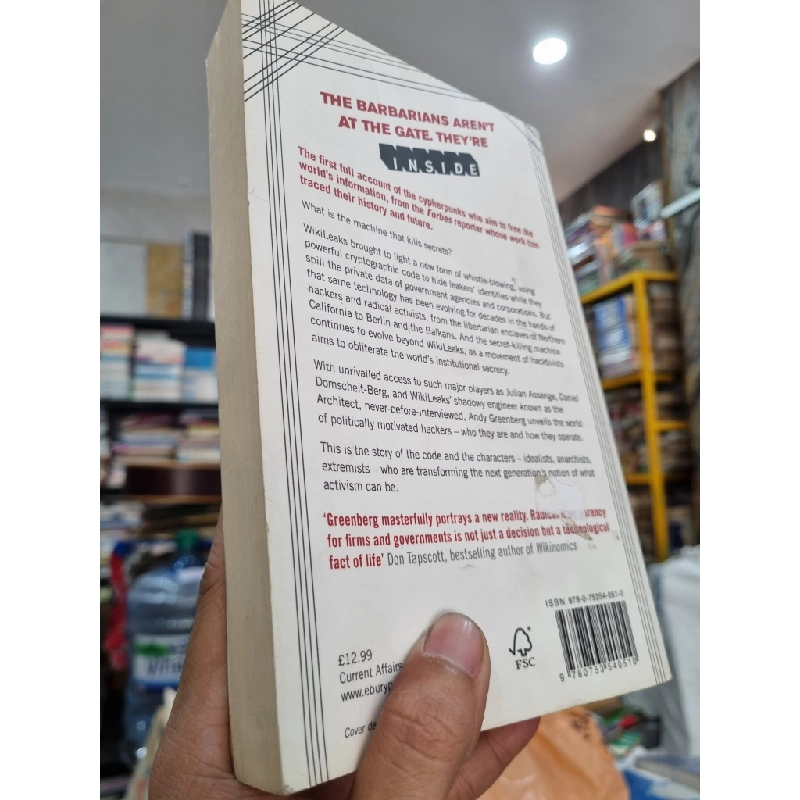 THE BARBARIANS AREN'T
AT THE GATE. THEY'RE
INSIDE
The first full account of the cypherpunks who aim to free the
world's information, from the Forbes reporter whose work has
traced their history and future.
What is the machine that kills secrets?
WikiLeaks brought to light a new form of whistle-blowing, using
powerful cryptographic code to hide leakers' identities while they
spill the private data of government agencies and corporations. But
that same technology has been evolving for decades in the hands of
hackers and radical activists, from the libertarian enclaves of Northern
California to Berlin and the Balkans. And the secret-killing machine
continues to evolve beyond WikiLeaks, as a movement of hacktivists
aims to obliterate the world's institutional secrecy.
With unrivalled access to such major players as Julian Assange, Daniel
Domscheit-Berg, and WikiLeaks' shadowy engineer known as the
Architect, never-before-interviewed, Andy Greenberg unveils the world
of politically motivated hackers – who they are and how they operate.
This is the story of the code and the characters – idealists, anarchists,
extremists – who are transforming the next generation's notion of what
activism can be.
'Greenberg masterfully portrays a new reality.
for firms and governments is not just a decision but a technological
fact of life' Don Tapscott, bestselling author of Wikinomics
£12.99
Current Affairs
www.eburyp
Cover de
FSC